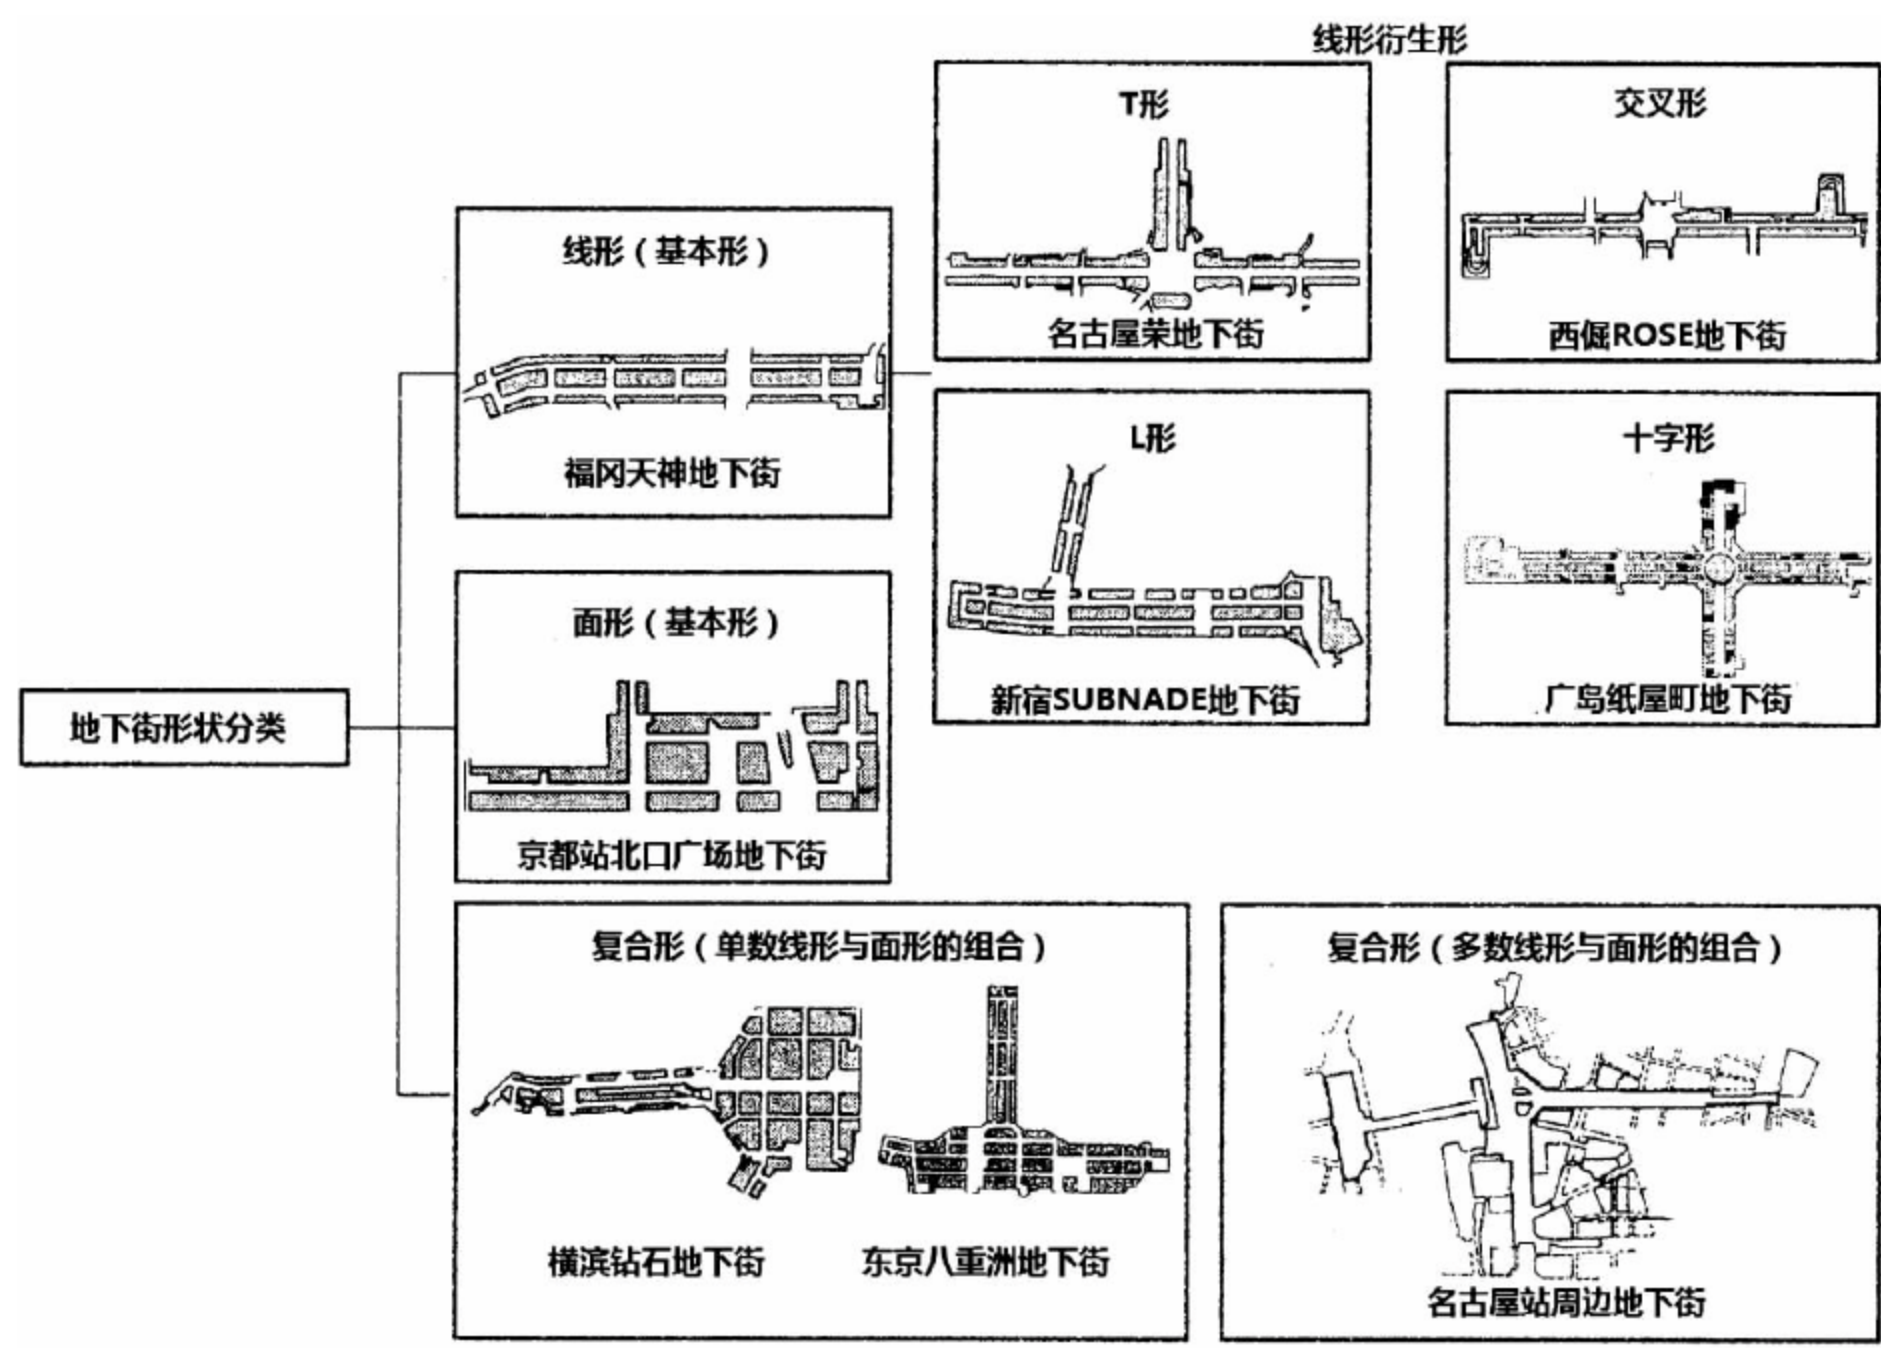 线形衍生形
T形
名古屋荣地下街
交叉形
西倔ROSE地下街
线形（基本形）
福冈天神地下街
L形
新宿SUBNADE地下街
十字形
广岛纸屋町地下街
面形（基本形）
京都站北口广场地下街
地下街形状分类
复合形（单数线形与面形的组合）
横滨钻石地下街
东京八重洲地下街
复合形（多数线形与面形的组合）
名古屋站周边地下街